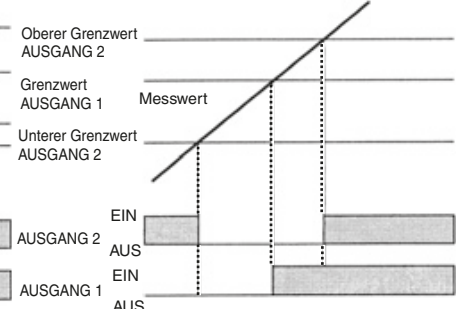 Oberer Grenzwert
AUSGANG 2
Grenzwert
AUSGANG 1
Messwert
Unterer Grenzwert
AUSGANG 2
EIN
AUSGANG 2
AUS
EIN
AUSGANG 1
AUS